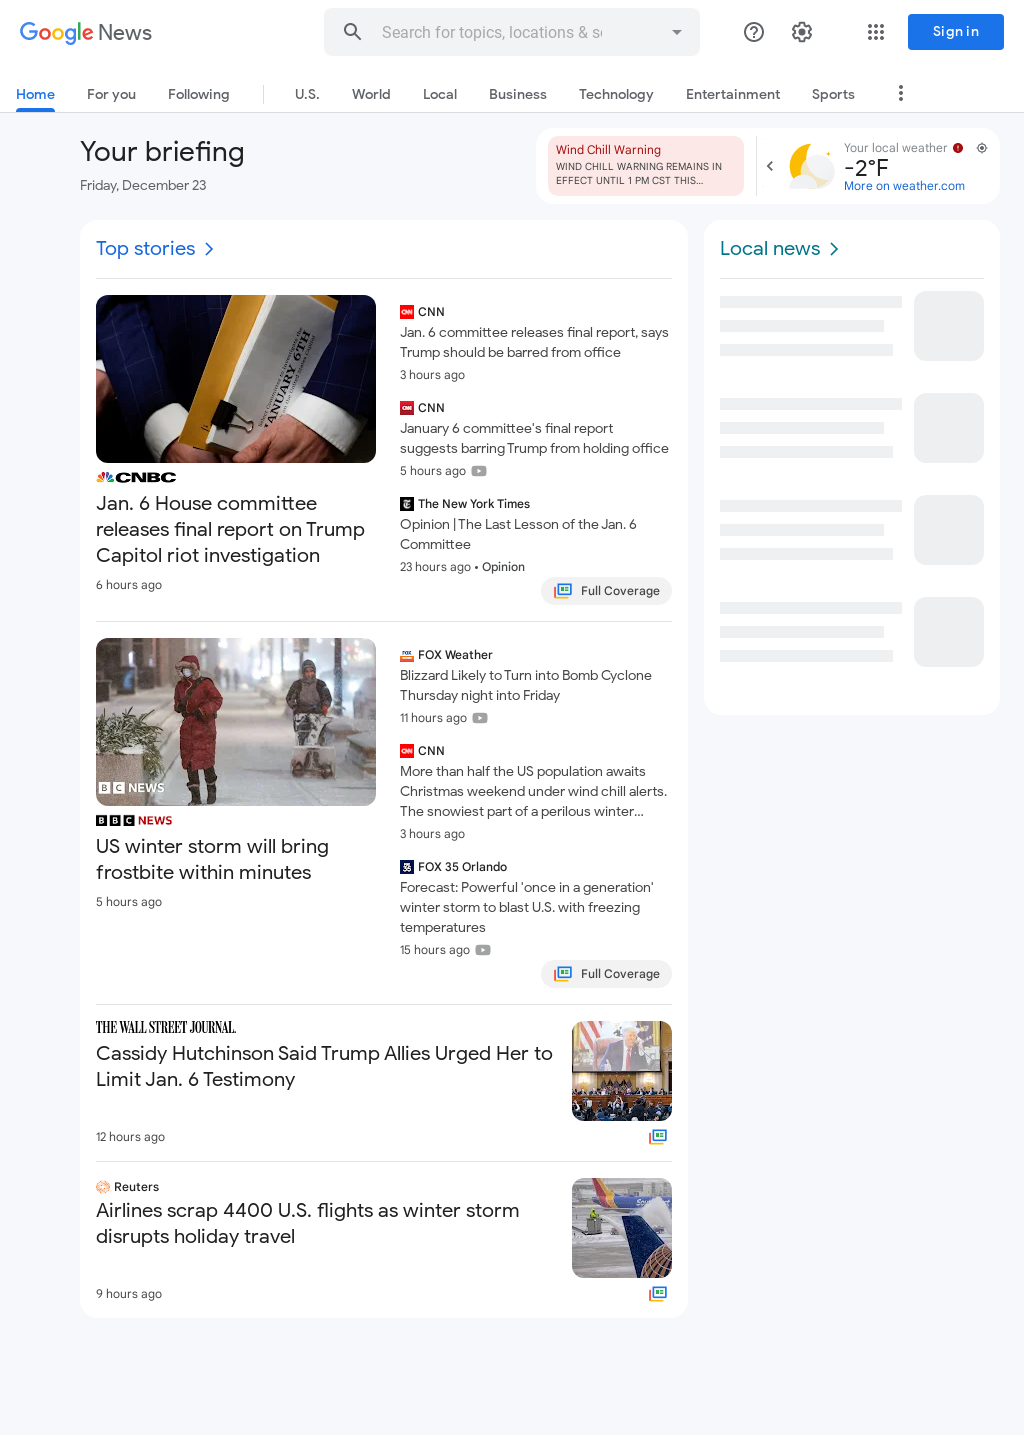 Google News
Search for topics, locations & so
Sign in
Home
For you
Following
U.S.
World
Local
Business
Technology
Entertainment
Sports
Your briefing
Friday, December 23
Wind Chill Warning
WIND CHILL WARNING REMAINS IN
EFFECT UNTIL 1 PM CST THIS...
Your local weather
-2°F
More on weather.com
Top stories
JANUARY 6TH
CNBC
Jan. 6 House committee
releases final report on Trump
Capitol riot investigation
6 hours ago
CNN
Jan. 6 committee releases final report, says
Trump should be barred from office
3 hours ago
CNN
January 6 committee's final report
suggests barring Trump from holding office
5 hours ago
The New York Times
Opinion | The Last Lesson of the Jan. 6
Committee
23 hours ago • Opinion
Full Coverage
BBC NEWS
BBC NEWS
US winter storm will bring
frostbite within minutes
5 hours ago
FOX Weather
Blizzard Likely to Turn into Bomb Cyclone
Thursday night into Friday
11 hours ago
CNN
More than half the US population awaits
Christmas weekend under wind chill alerts.
The snowiest part of a perilous winter...
3 hours ago
FOX 35 Orlando
Forecast: Powerful 'once in a generation'
winter storm to blast U.S. with freezing
temperatures
15 hours ago
Full Coverage
THE WALL STREET JOURNAL.
Cassidy Hutchinson Said Trump Allies Urged Her to
Limit Jan. 6 Testimony
12 hours ago
Reuters
Airlines scrap 4400 U.S. flights as winter storm
disrupts holiday travel
9 hours ago
Local news